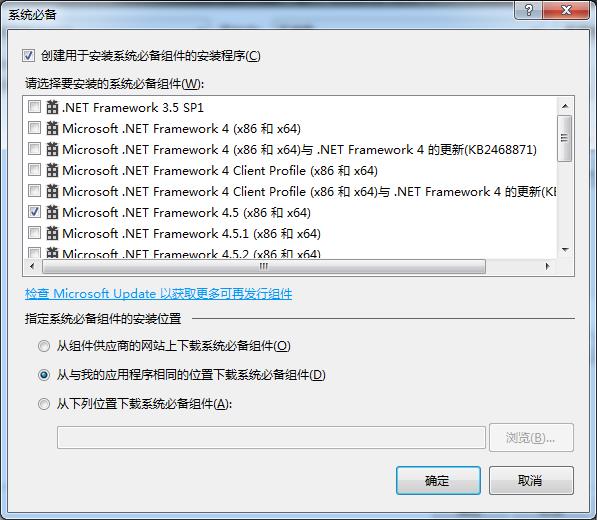 系统必备
创建用于安装系统必备组件的安装程序(C)
请选择要安装的系统必备组件(W):
.NET Framework 3.5 SP1
Microsoft .NET Framework 4 (x86 和 x64)
Microsoft .NET Framework 4 (x86 和 x64)与 .NET Framework 4 的更新(KB2468871)
Microsoft .NET Framework 4 Client Profile (x86 和 x64)
Microsoft .NET Framework 4 Client Profile (x86 和 x64)与 .NET Framework 4 的更新(KB
Microsoft .NET Framework 4.5 (x86 和 x64)
Microsoft .NET Framework 4.5.1 (x86 和 x64)
Microsoft .NET Framework 4.5.2 (x86 和 x64)
检查 Microsoft Update 以获取更多可再发行组件
指定系统必备组件的安装位置
从组件供应商的网站上下载系统必备组件(O)
从与我的应用程序相同的位置下载系统必备组件(D)
从下列位置下载系统必备组件(A):
浏览(B)...
确定
取消